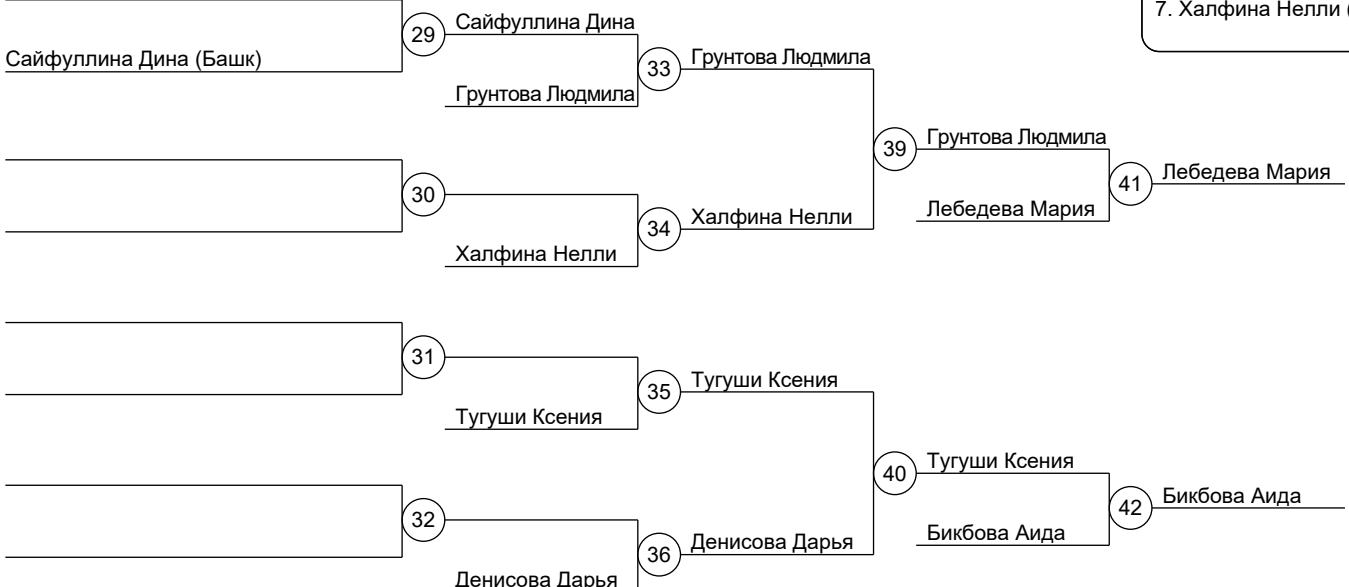 7. Халфина Нелли (
29
Сайфуллина Дина
Сайфуллина Дина (Башк)
33
Грунтова Людмила
Грунтова Людмила
39
Грунтова Людмила
41
Лебедева Мария
30
Лебедева Мария
34
Халфина Нелли
Халфина Нелли
31
35
Тугуши Ксения
Тугуши Ксения
40
Тугуши Ксения
42
Бикбова Аида
32
Бикбова Аида
36
Денисова Дарья
Денисова Дарья